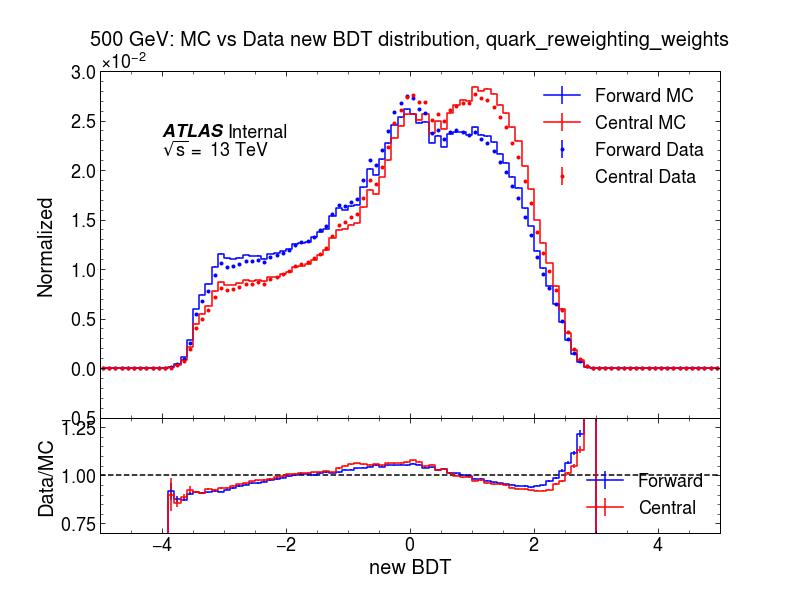 500 GeV: MC vs Data new BDT distribution, quark_reweighting_weights
×10⁻²
3.0
2.5
2.0
1.5
1.0
0.5
0.0
−0.5
Normalized
ATLAS Internal
√s = 13 TeV
Forward MC
Central MC
Forward Data
Central Data
1.25
1.00
0.75
Data/MC
Forward
Central
−4
−2
0
2
4
new BDT